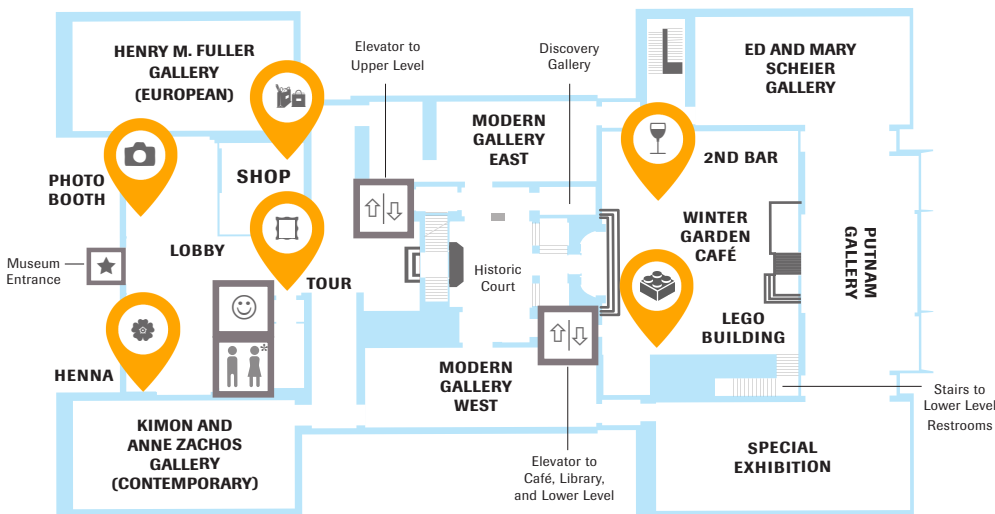 HENRY M. FULLER
GALLERY
(EUROPEAN)
Elevator to
Upper Level
Discovery
Gallery
ED AND MARY
SCHEIER
GALLERY
MODERN
GALLERY
EAST
2ND BAR
PHOTO
BOOTH
SHOP
WINTER
GARDEN
CAFÉ
PUTNAM
GALLERY
LOBBY
Museum
Entrance
TOUR
Historic
Court
LEGO
BUILDING
*
HENNA
MODERN
GALLERY
WEST
Stairs to
Lower Level
Restrooms
KIMON AND
ANNE ZACHOS
GALLERY
(CONTEMPORARY)
Elevator to
Café, Library,
and Lower Level
SPECIAL
EXHIBITION